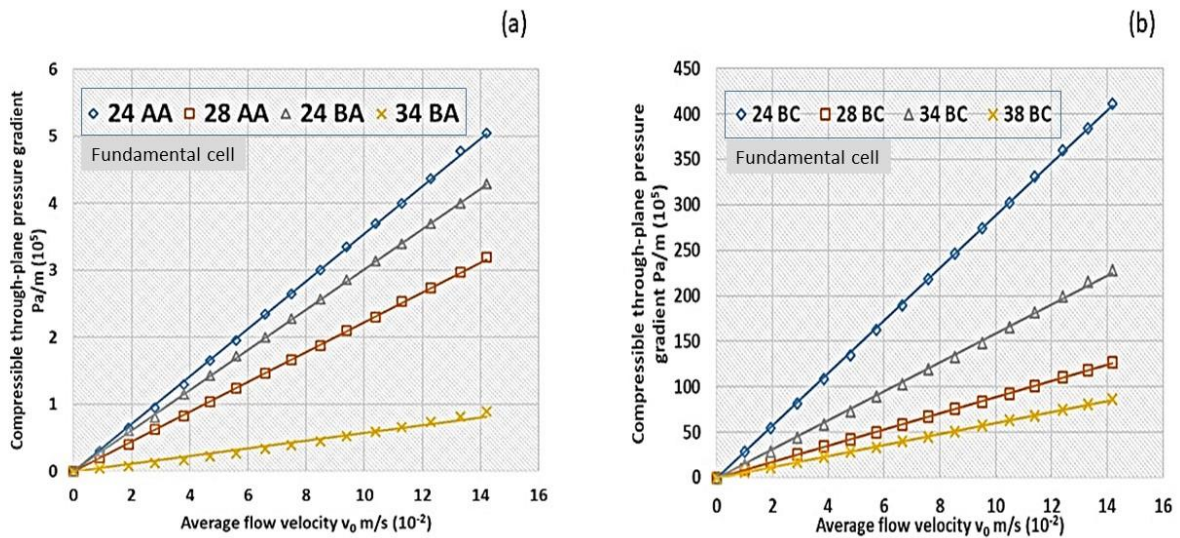 (a)
Compressible through-plane pressure gradient
Pa/m (10⁵)
6
5
4
3
2
1
0
24 AA 28 AA 24 BA 34 BA
Fundamental cell
0 2 4 6 8 10 12 14 16
Average flow velocity v₀ m/s (10⁻²)
(b)
Compressible through-plane pressure
gradient Pa/m (10⁵)
450
400
350
300
250
200
150
100
50
0
24 BC 28 BC 34 BC 38 BC
Fundamental cell
0 2 4 6 8 10 12 14 16
Average flow velocity v₀ m/s (10⁻²)